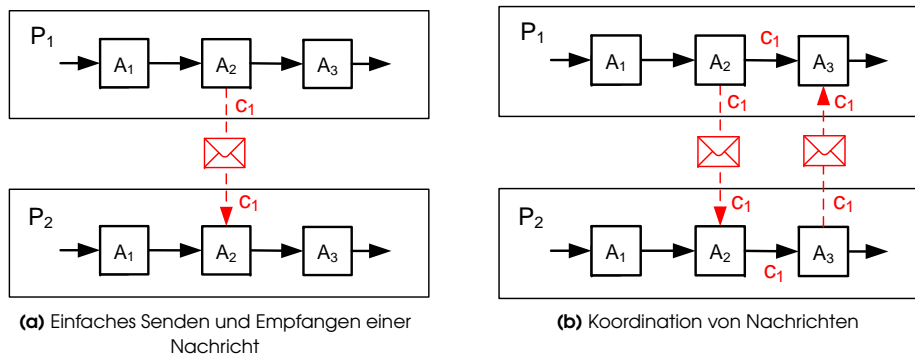 P1
A1 A2 A3
c1
c1
P2
A1 A2 A3
(a) Einfaches Senden und Empfangen einer
Nachricht
P1
c1
A1 A2 A3
c1 c1
c1 c1
P2
A1 A2 A3
c1
(b) Koordination von Nachrichten